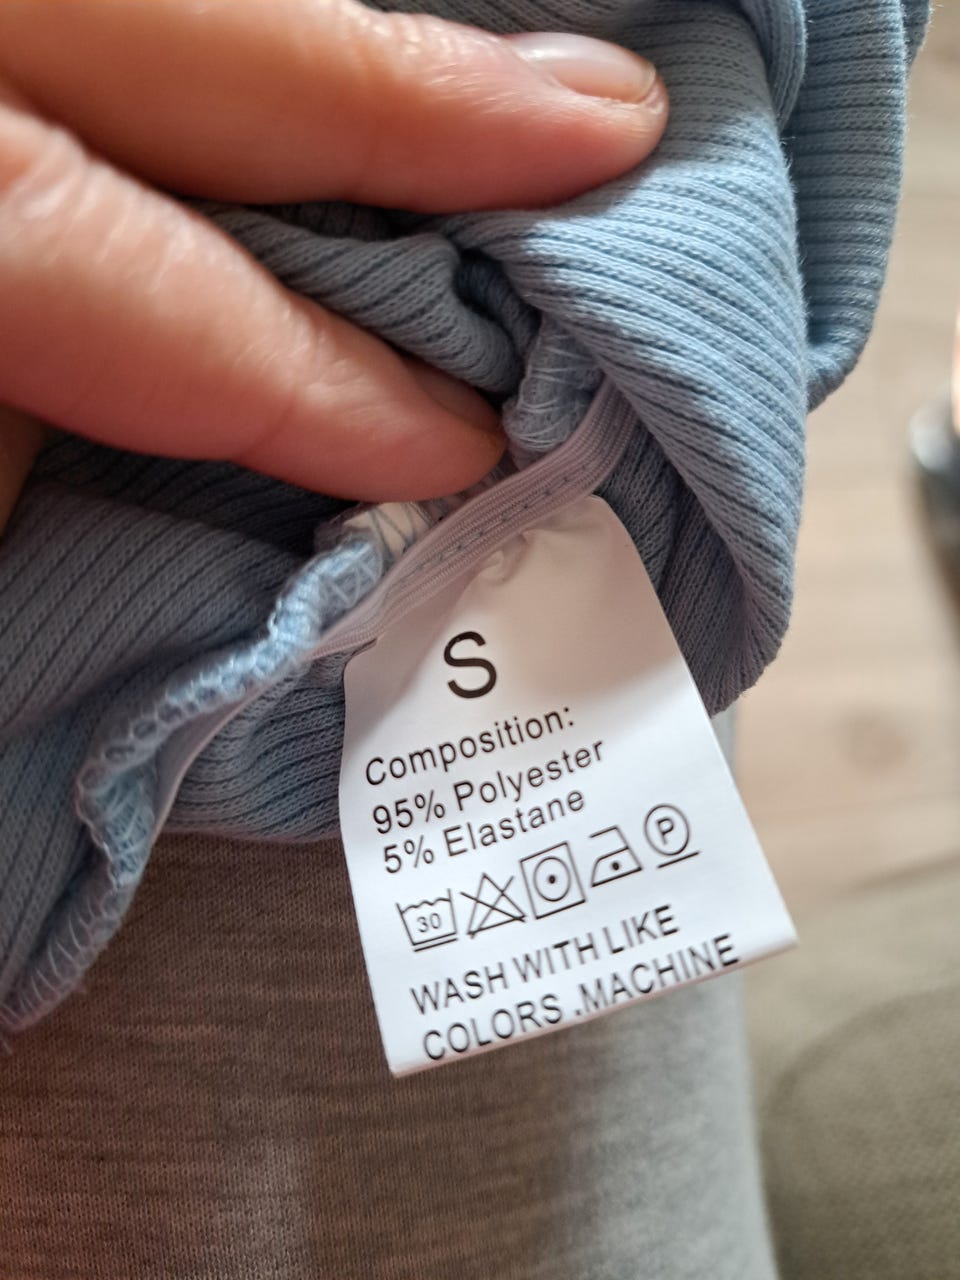 S
Composition:
95% Polyester
5% Elastane
30 P
WASH WITH LIKE
COLORS .MACHINE